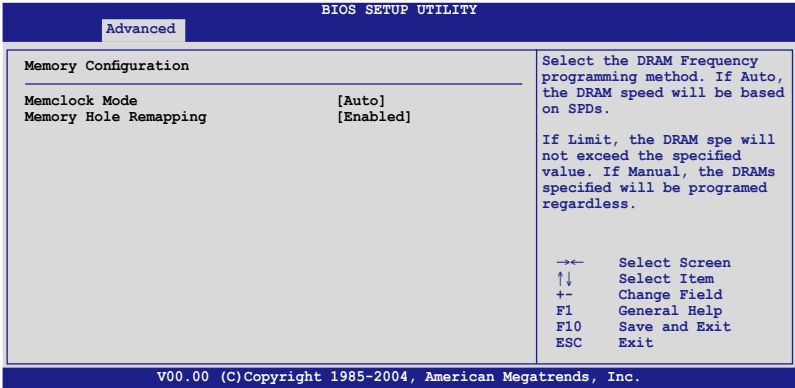 BIOS SETUP UTILITY
Advanced
Memory Configuration
Memclock Mode [Auto]
Memory Hole Remapping [Enabled]
Select the DRAM Frequency
programming method. If Auto,
the DRAM speed will be based
on SPDs.
If Limit, the DRAM spe will
not exceed the specified
value. If Manual, the DRAMs
specified will be programed
regardless.
→← Select Screen
↑↓ Select Item
+- Change Field
F1 General Help
F10 Save and Exit
ESC Exit
V00.00 (C)Copyright 1985-2004, American Megatrends, Inc.